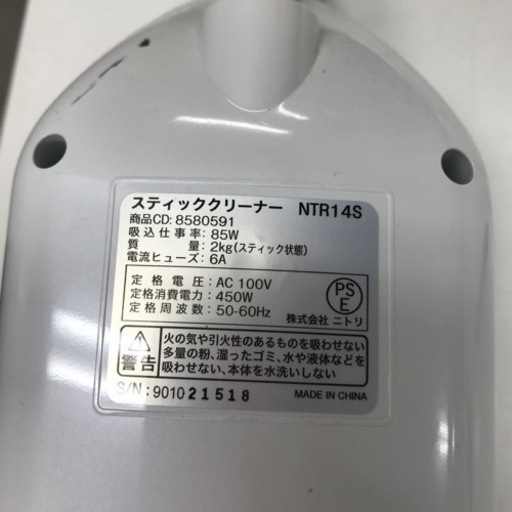 スティッククリーナー NTR14S
商品CD: 8580591
吸込仕事率: 85W
質 量: 2kg(スティック状態)
電流ヒューズ: 6A
定格電圧: AC 100V
定格消費電力: 450W
定格周波数: 50-60Hz
PS
E
株式会社 ニトリ
警告
火の気や引火性のあるものを吸わせない
多量の粉、湿ったゴミ、水や液体などを
吸わせない、本体を水洗いしない
S/N: 901021518
MADE IN CHINA